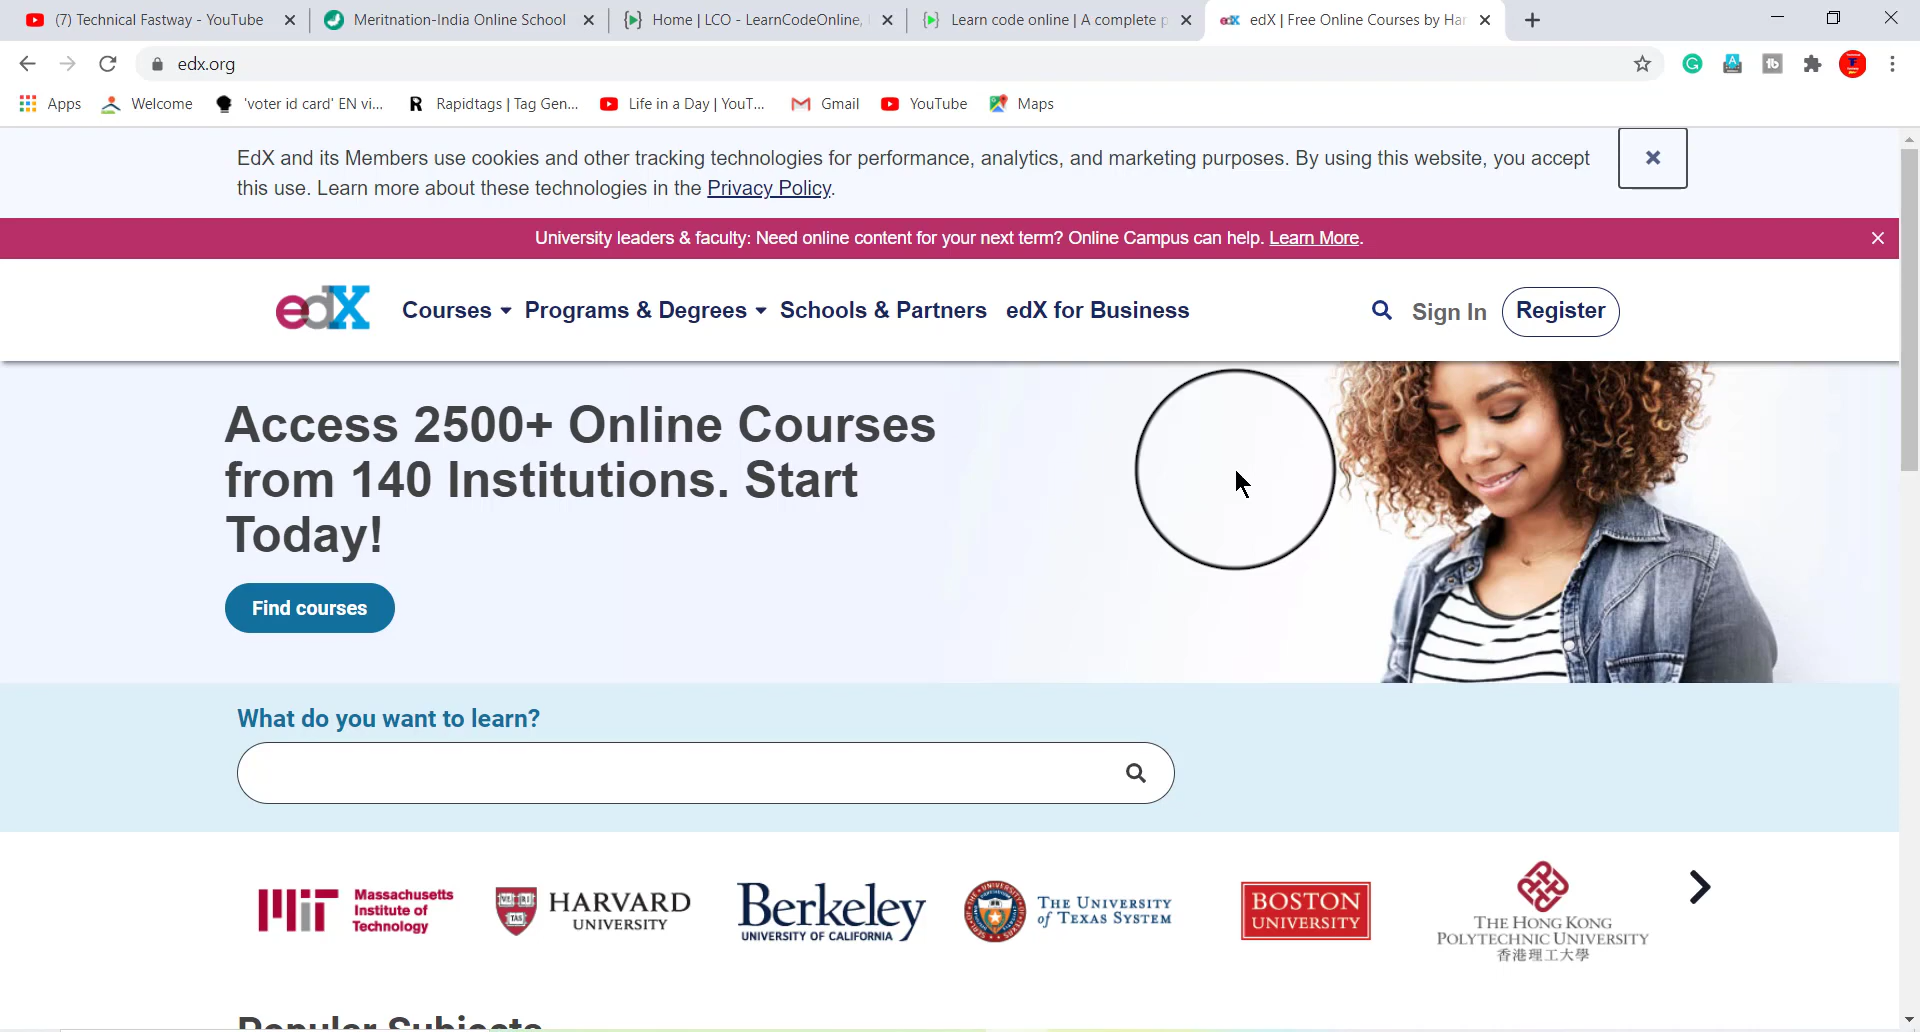 (7) Technical Fastway - YouTube
Meritnation-India Online School
Home | LCO - LearnCodeOnline,
Learn code online | A complete p
edX | Free Online Courses by Har
edx.org
Apps
Welcome
'voter id card' EN vi...
Rapidtags | Tag Gen...
Life in a Day | YouT...
Gmail
YouTube
Maps
EdX and its Members use cookies and other tracking technologies for performance, analytics, and marketing purposes. By using this website, you accept
this use. Learn more about these technologies in the Privacy Policy.
University leaders & faculty: Need online content for your next term? Online Campus can help. Learn More.
edX
Courses
Programs & Degrees
Schools & Partners
edX for Business
Sign In
Register
Access 2500+ Online Courses
from 140 Institutions. Start
Today!
Find courses
What do you want to learn?
MIT Massachusetts
Institute of
Technology
HARVARD
UNIVERSITY
Berkeley
UNIVERSITY OF CALIFORNIA
THE UNIVERSITY
of TEXAS SYSTEM
BOSTON
UNIVERSITY
THE HONG KONG
POLYTECHNIC UNIVERSITY
香港理工大學
Popular Subjects